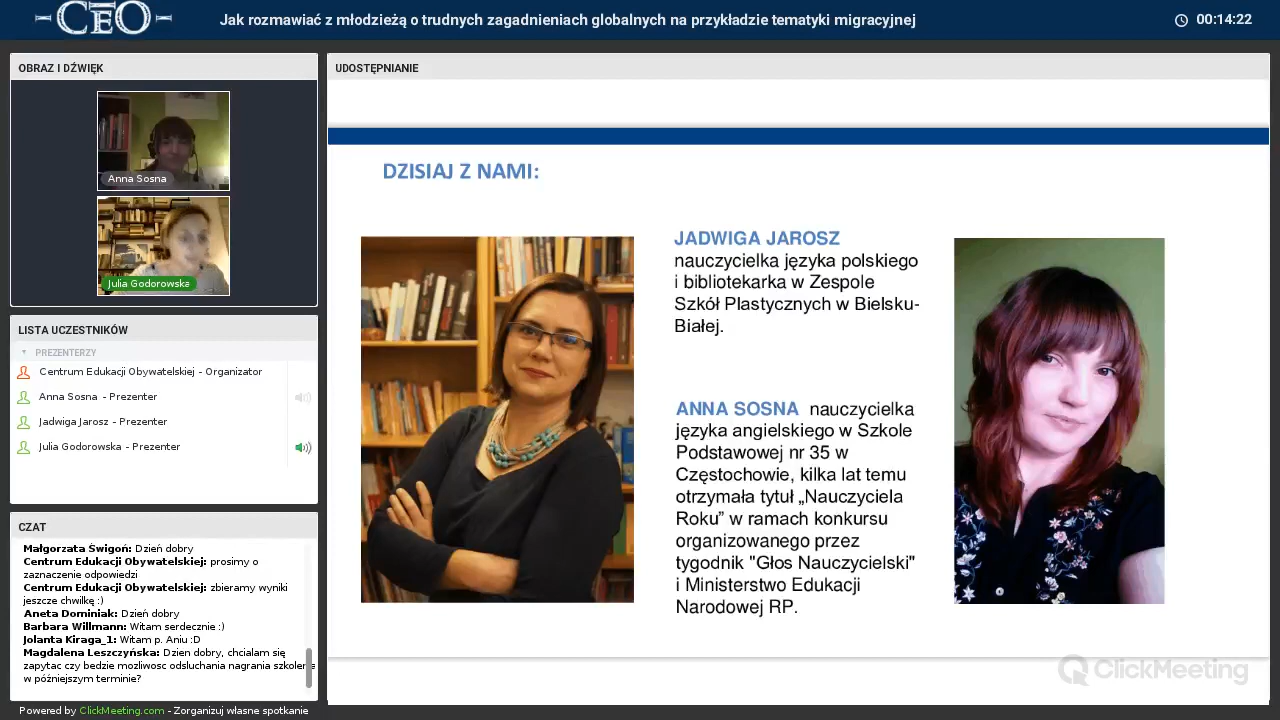 CEO
Jak rozmawiać z młodzieżą o trudnych zagadnieniach globalnych na przykładzie tematyki migracyjnej
00:14:22
OBRAZ I DŹWIĘK
Anna Sosna
Julia Godorowska
LISTA UCZESTNIKÓW
PREZENTERZY
Centrum Edukacji Obywatelskiej - Organizator
Anna Sosna - Prezenter
Jadwiga Jarosz - Prezenter
Julia Godorowska - Prezenter
CZAT
Małgorzata Świgoń: Dzień dobry
Centrum Edukacji Obywatelskiej: prosimy o
zaznaczenie odpowiedzi
Centrum Edukacji Obywatelskiej: zbieramy wyniki
jeszcze chwilkę :)
Aneta Dominiak: Dzień dobry
Barbara Willmann: Witam serdecznie :)
Jolanta Kiraga_1: Witam p. Aniu :D
Magdalena Leszczyńska: Dzien dobry, chcialam się
zapytac czy bedzie mozliwosc odsluchania nagrania szkolenie
w późniejszym terminie?
Powered by ClickMeeting.com - Zorganizuj własne spotkanie
UDOSTĘPNIANIE
DZISIAJ Z NAMI:
JADWIGA JAROSZ
nauczycielka języka polskiego
i bibliotekarka w Zespole
Szkół Plastycznych w Bielsku-
Białej.
ANNA SOSNA nauczycielka
języka angielskiego w Szkole
Podstawowej nr 35 w
Częstochowie, kilka lat temu
otrzymała tytuł „Nauczyciela
Roku” w ramach konkursu
organizowanego przez
tygodnik "Głos Nauczycielski"
i Ministerstwo Edukacji
Narodowej RP.
ClickMeeting